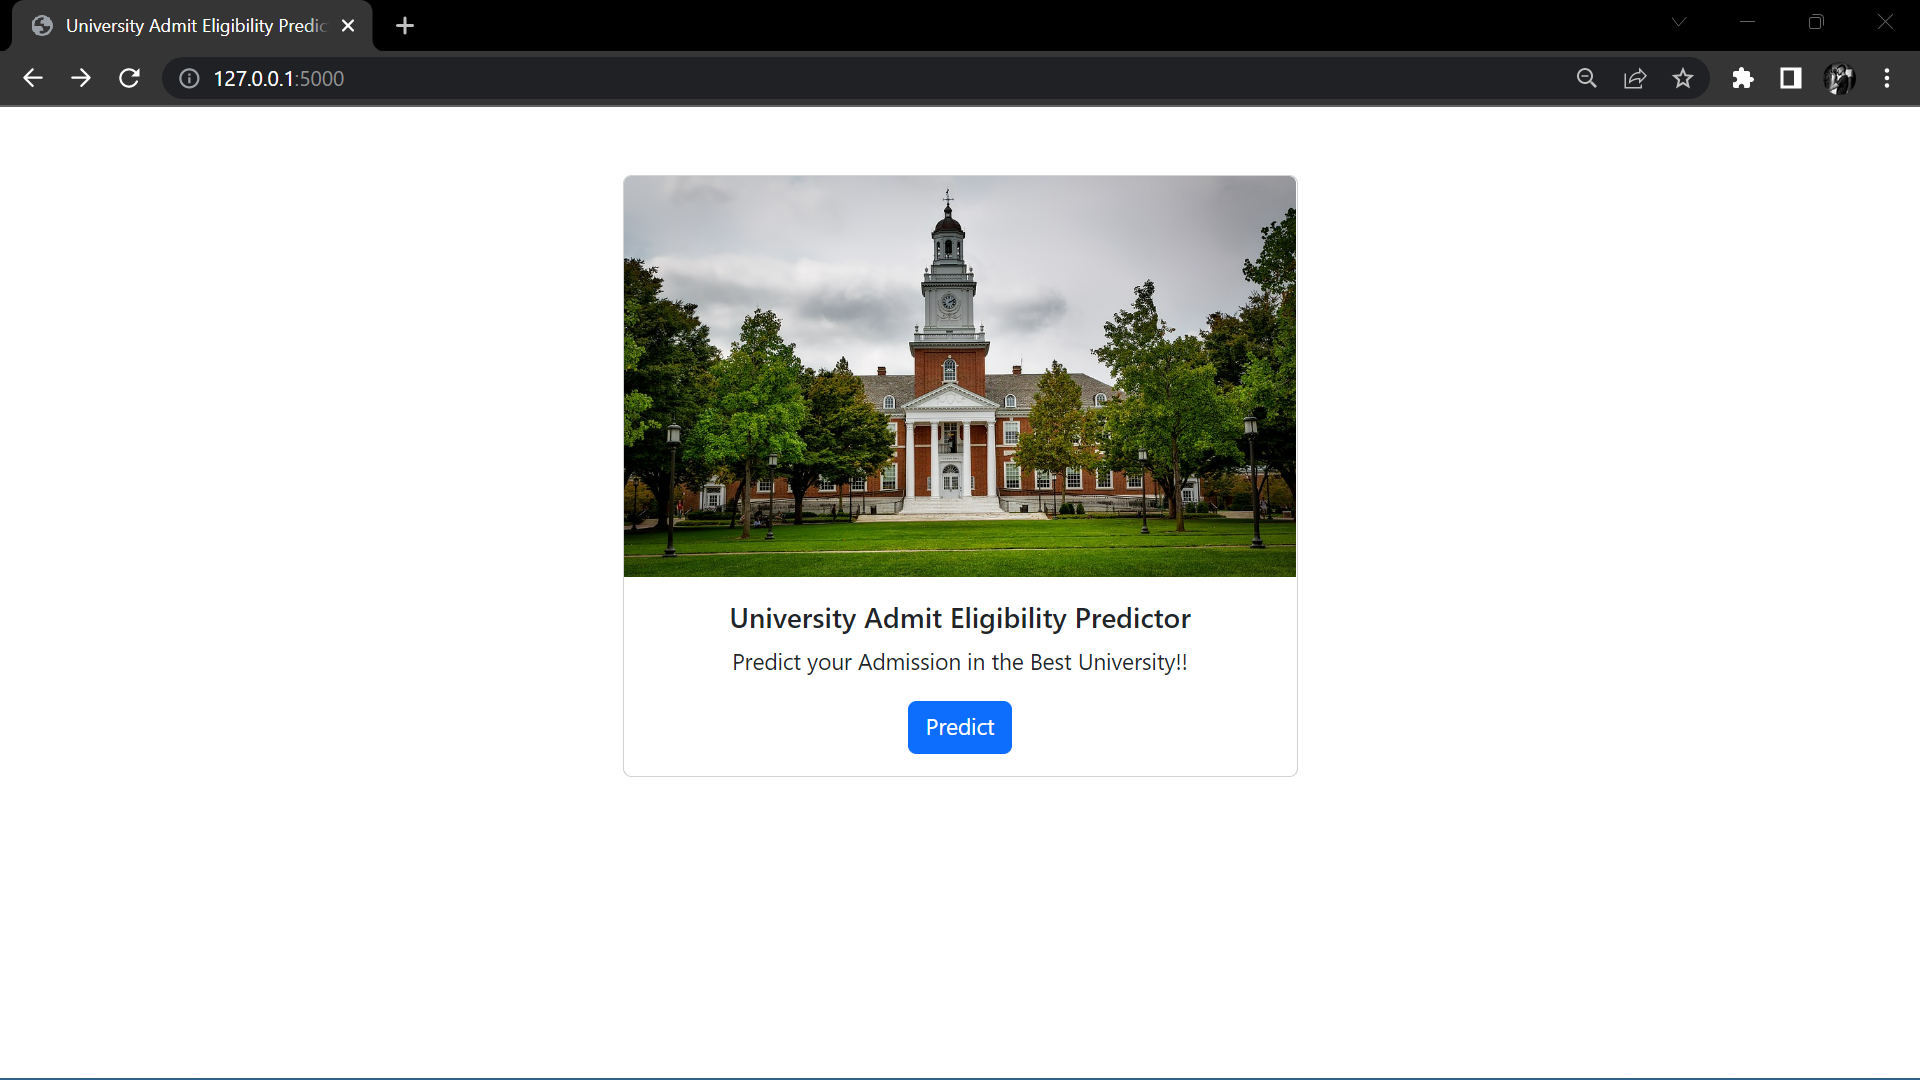 University Admit Eligibility Predic
127.0.0.1:5000
University Admit Eligibility Predictor
Predict your Admission in the Best University!!
Predict